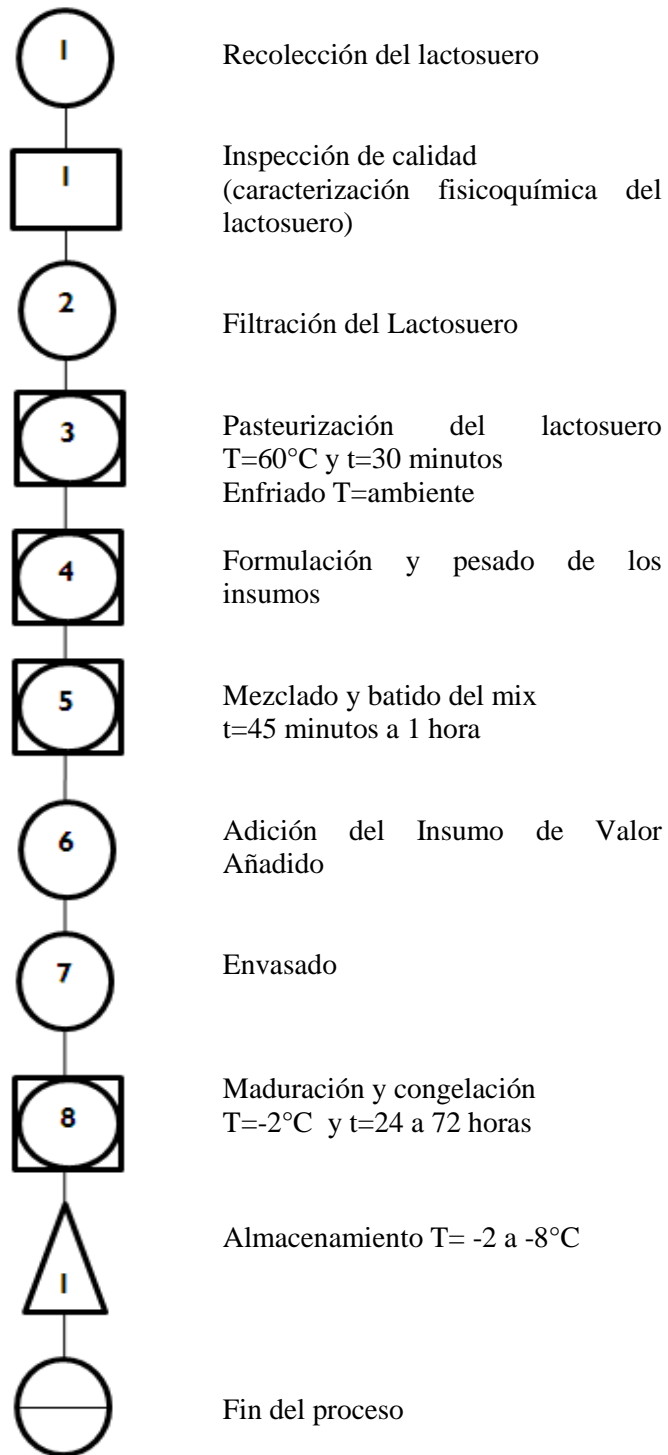 1
Recolección del lactosuero
1
Inspección de calidad
(caracterización fisicoquímica del
lactosuero)
2
Filtración del Lactosuero
3
Pasteurización del lactosuero
T=60°C y t=30 minutos
Enfriado T=ambiente
4
Formulación y pesado de los
insumos
5
Mezclado y batido del mix
t=45 minutos a 1 hora
6
Adición del Insumo de Valor
Añadido
7
Envasado
8
Maduración y congelación
T=-2°C y t=24 a 72 horas
1
Almacenamiento T= -2 a -8°C
Fin del proceso